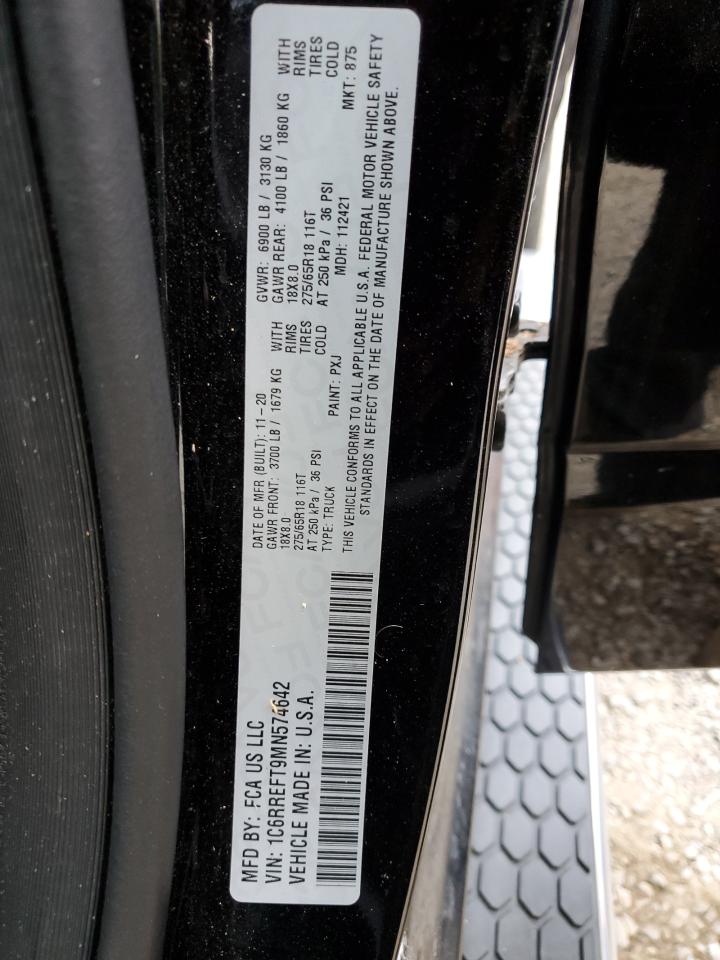 MFD BY: FCA US LLC
VIN: 1C6RREFT9MN574642
VEHICLE MADE IN: U.S.A.
DATE OF MFR (BUILT): 11-20
GAWR FRONT: 3700 LB / 1679 KG WITH
18X8.0 RIMS
275/65R18 116T TIRES
AT 250 kPa / 36 PSI COLD
TYPE: TRUCK PAINT: PXJ
GVWR: 6900 LB / 3130 KG
GAWR REAR: 4100 LB / 1860 KG WITH
18X8.0 RIMS
275/65R18 116T TIRES
AT 250 kPa / 36 PSI COLD
MDH: 112421 MKT: 875
THIS VEHICLE CONFORMS TO ALL APPLICABLE U.S.A. FEDERAL MOTOR VEHICLE SAFETY
STANDARDS IN EFFECT ON THE DATE OF MANUFACTURE SHOWN ABOVE.